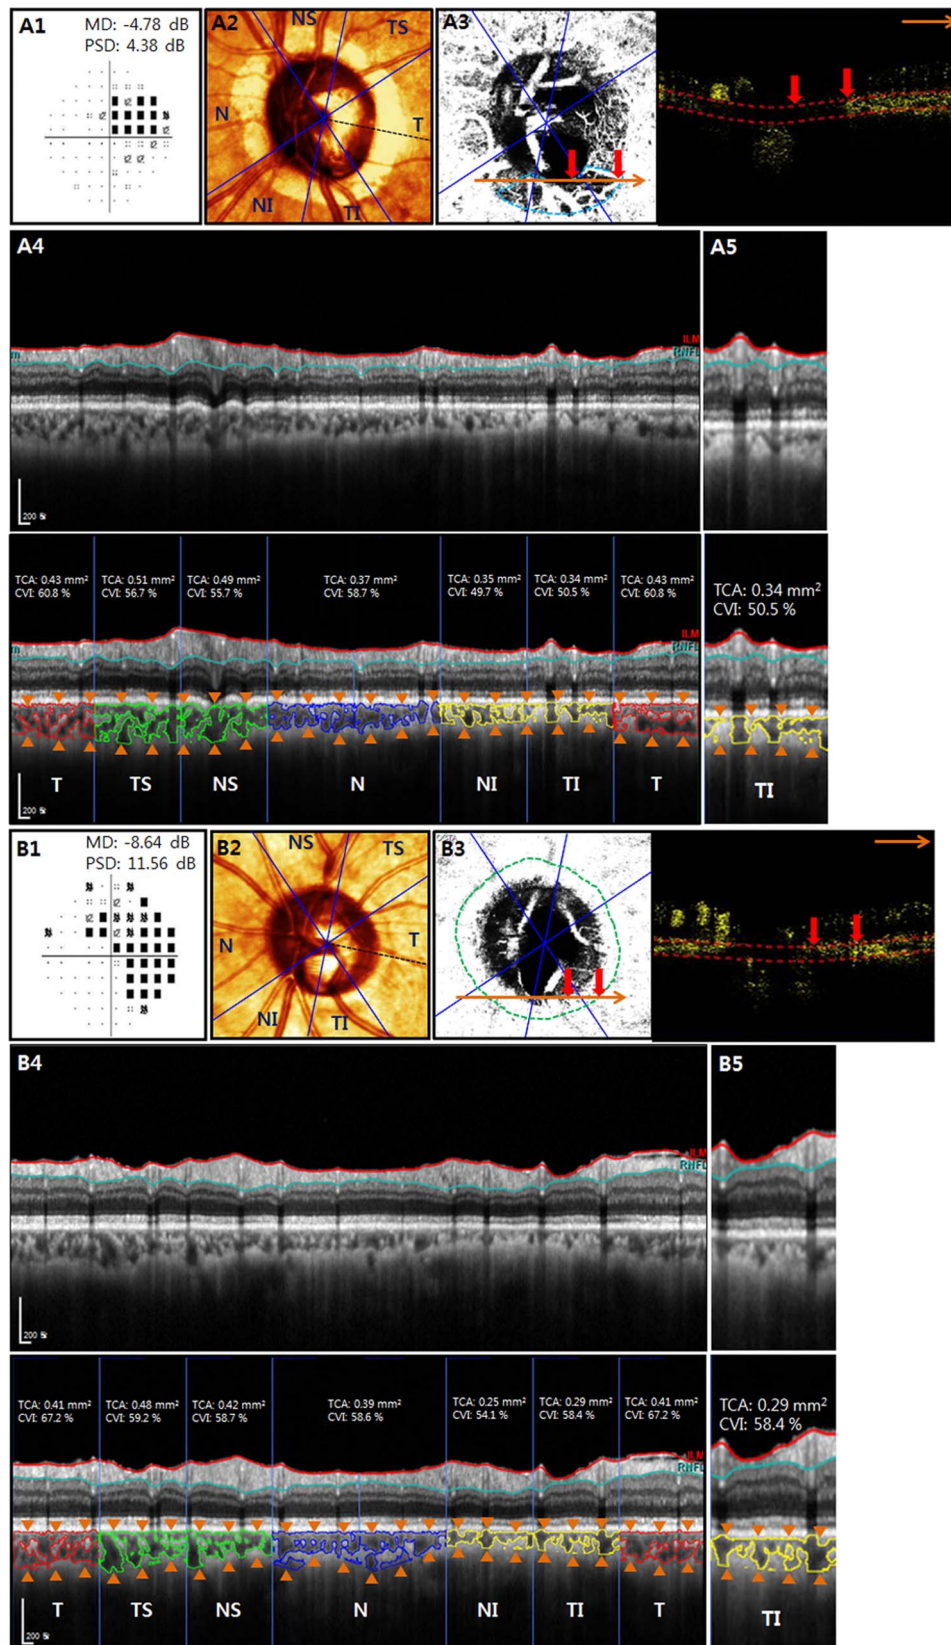 A1
MD: -4.78 dB
PSD: 4.38 dB
A2
NS
TS
N
T
NI
TI
A3
A4
ILM
RNFL
200
A5
TCA: 0.43 mm²
CVI: 60.8 %
TCA: 0.51 mm²
CVI: 56.7 %
TCA: 0.49 mm²
CVI: 55.7 %
TCA: 0.37 mm²
CVI: 58.7 %
TCA: 0.35 mm²
CVI: 49.7 %
TCA: 0.34 mm²
CVI: 50.5 %
TCA: 0.43 mm²
CVI: 60.8 %
ILM
RNFL
T
TS
NS
N
NI
TI
T
200
TCA: 0.34 mm²
CVI: 50.5 %
TI
B1
MD: -8.64 dB
PSD: 11.56 dB
B2
NS
TS
N
T
NI
TI
B3
B4
ILM
RNFL
200
B5
TCA: 0.41 mm²
CVI: 67.2 %
TCA: 0.48 mm²
CVI: 59.2 %
TCA: 0.42 mm²
CVI: 58.7 %
TCA: 0.39 mm²
CVI: 58.6 %
TCA: 0.25 mm²
CVI: 54.1 %
TCA: 0.29 mm²
CVI: 58.4 %
TCA: 0.41 mm²
CVI: 67.2 %
ILM
RNFL
T
TS
NS
N
NI
TI
T
200
TCA: 0.29 mm²
CVI: 58.4 %
TI